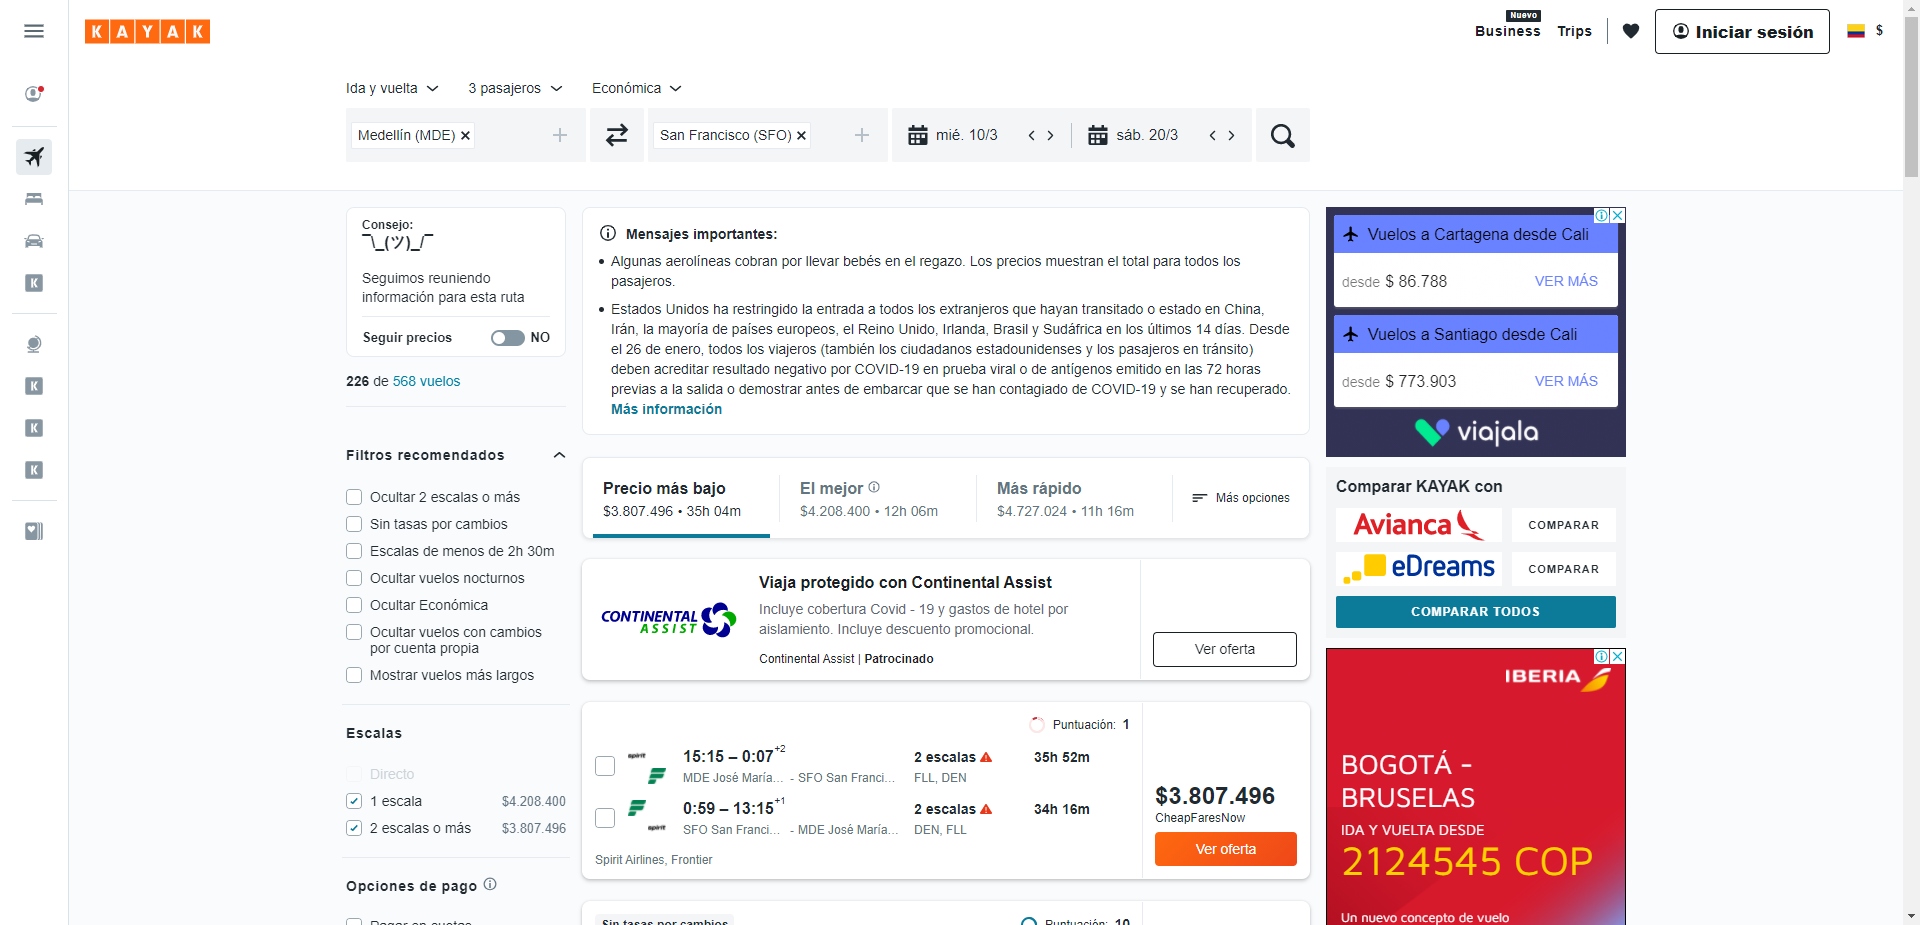 KAYAK
Nuevo
Business
Trips
Iniciar sesión
$
Ida y vuelta
3 pasajeros
Económica
Medellín (MDE)
San Francisco (SFO)
mié. 10/3
sáb. 20/3
Consejo:
¯\_(ツ)_/¯
Seguimos reuniendo
información para esta ruta
Seguir precios
NO
226 de 568 vuelos
Filtros recomendados
Ocultar 2 escalas o más
Sin tasas por cambios
Escalas de menos de 2h 30m
Ocultar vuelos nocturnos
Ocultar Económica
Ocultar vuelos con cambios
por cuenta propia
Mostrar vuelos más largos
Escalas
Directo
1 escala $4.208.400
2 escalas o más $3.807.496
Opciones de pago
Pagar en cuotas
Mensajes importantes:
• Algunas aerolíneas cobran por llevar bebés en el regazo. Los precios muestran el total para todos los
pasajeros.
• Estados Unidos ha restringido la entrada a todos los extranjeros que hayan transitado o estado en China,
Irán, la mayoría de países europeos, el Reino Unido, Irlanda, Brasil y Sudáfrica en los últimos 14 días. Desde
el 26 de enero, todos los viajeros (también los ciudadanos estadounidenses y los pasajeros en tránsito)
deben acreditar resultado negativo por COVID-19 en prueba viral o de antígenos emitido en las 72 horas
previas a la salida o demostrar antes de embarcar que se han contagiado de COVID-19 y se han recuperado.
Más información
Precio más bajo
$3.807.496 • 35h 04m
El mejor
$4.208.400 • 12h 06m
Más rápido
$4.727.024 • 11h 16m
Más opciones
CONTINENTAL
ASSIST
Viaja protegido con Continental Assist
Incluye cobertura Covid - 19 y gastos de hotel por
aislamiento. Incluye descuento promocional.
Continental Assist | Patrocinado
Ver oferta
Puntuación: 1
spirit
15:15 – 0:07+2
2 escalas
35h 52m
MDE José María... - SFO San Franci...
FLL, DEN
0:59 – 13:15+1
2 escalas
34h 16m
spirit
SFO San Franci... - MDE José María...
DEN, FLL
Spirit Airlines, Frontier
$3.807.496
CheapFaresNow
Ver oferta
Sin tasas por cambios
Puntuación: 10
Vuelos a Cartagena desde Cali
desde $ 86.788
VER MÁS
Vuelos a Santiago desde Cali
desde $ 773.903
VER MÁS
viajala
Comparar KAYAK con
Avianca
COMPARAR
eDreams
COMPARAR
COMPARAR TODOS
IBERIA
BOGOTÁ -
BRUSELAS
IDA Y VUELTA DESDE
2124545 COP
Un nuevo concepto de vuelo